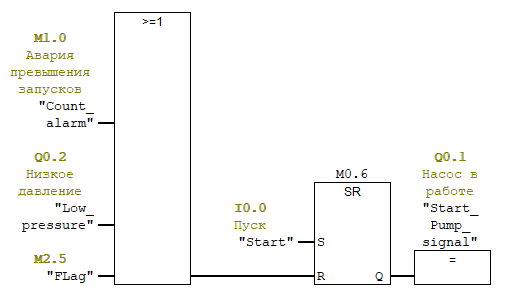 >=1
M1.0
Авария
превышения
запусков
"Count_
alarm"
Q0.2
Низкое
давление
"Low_
pressure"
M2.5
"FLag"
I0.0
Пуск
"Start"
M0.6
SR
S
R
Q
Q0.1
Насос в
работе
"Start_
Pump_
signal"
=